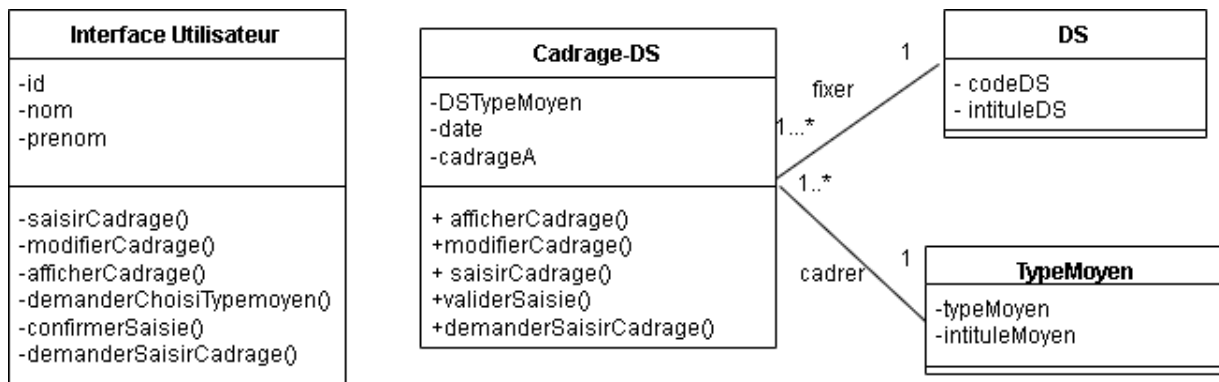 Interface Utilisateur
-id
-nom
-prenom
-saisirCadrage()
-modifierCadrage()
-afficherCadrage()
-demanderChoisiTypemoyen()
-confirmerSaisie()
-demanderSaisirCadrage()
Cadrage-DS
-DSTypeMoyen
-date
-cadrageA
+ afficherCadrage()
+modifierCadrage()
+ saisirCadrage()
+validerSaisie()
+demanderSaisirCadrage()
fixer
1
1...*
1..*
cadrer
1
DS
- codeDS
- intituleDS
TypeMoyen
-typeMoyen
-intituleMoyen